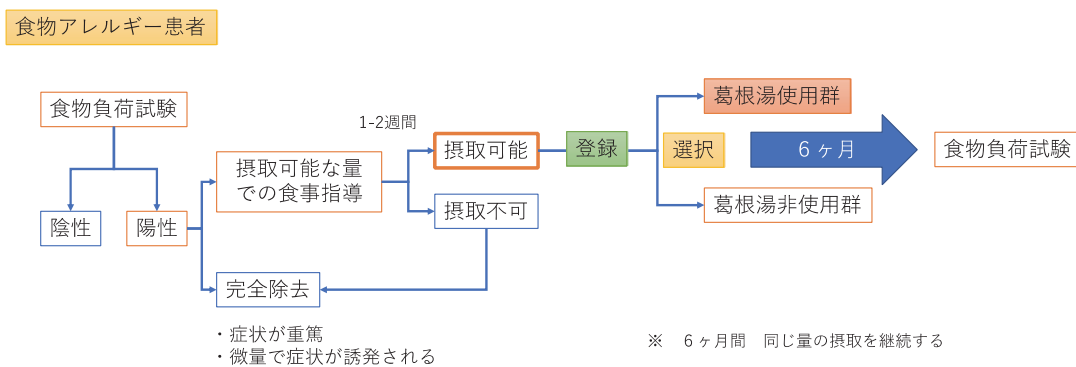 食物アレルギー患者
食物負荷試験
陰性
陽性
摂取可能な量
での食事指導
完全除去
・症状が重篤
・微量で症状が誘発される
1-2週間
摂取可能
摂取不可
登録
葛根湯使用群
選択
葛根湯非使用群
6ヶ月
食物負荷試験
※ 6ヶ月間 同じ量の摂取を継続する